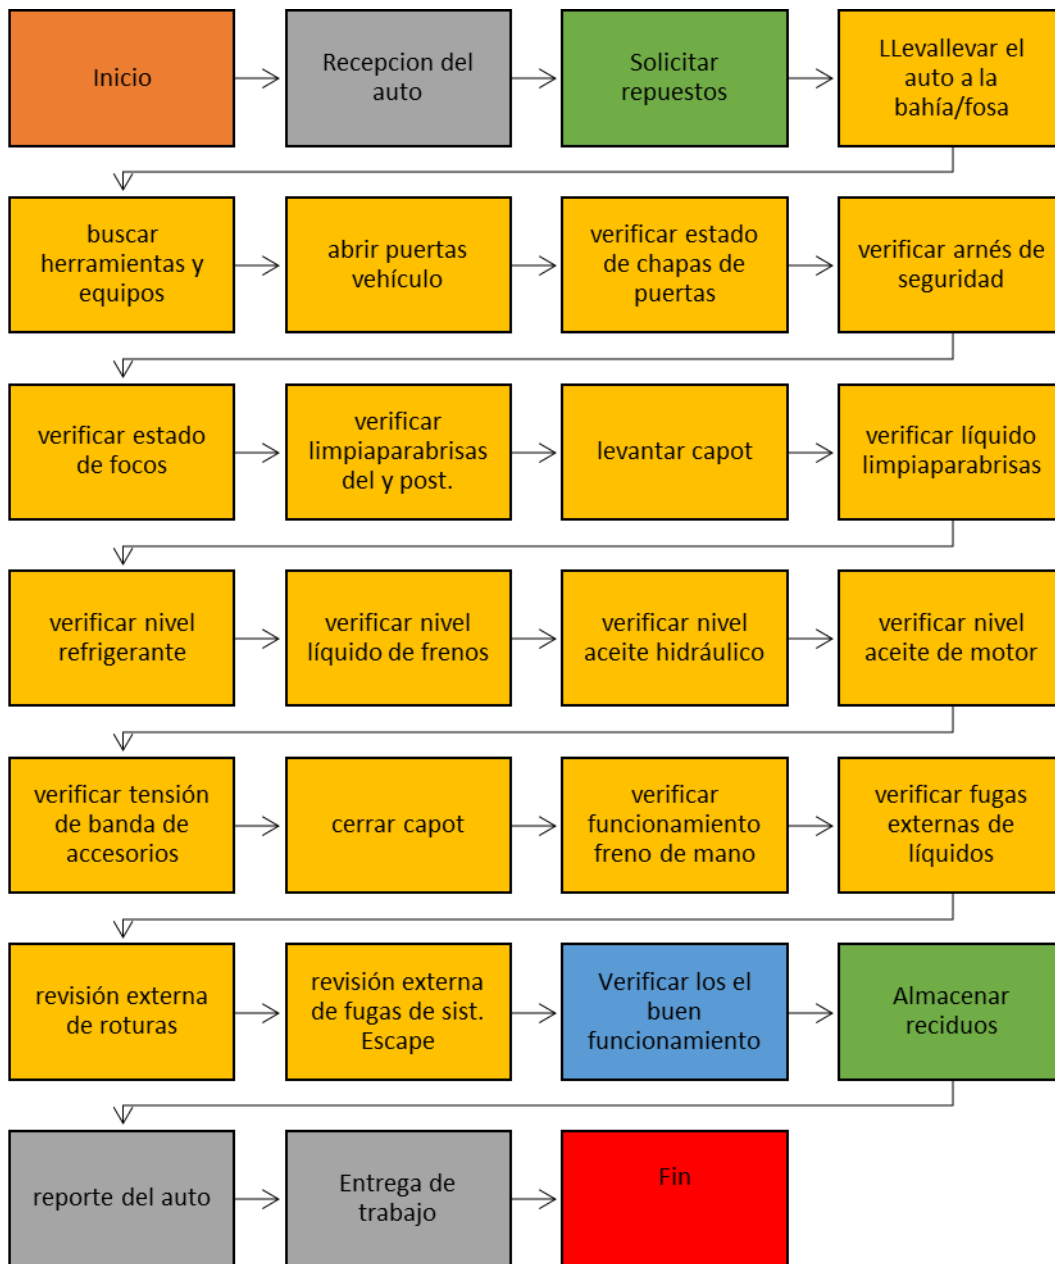 Inicio
Recepcion del
auto
Solicitar
repuestos
LLevallevar el
auto a la
bahía/fosa
buscar
herramientas y
equipos
abrir puertas
vehículo
verificar estado
de chapas de
puertas
verificar arnés de
seguridad
verificar estado
de focos
verificar
limpiaparabrisas
del y post.
levantar capot
verificar líquido
limpiaparabrisas
verificar nivel
refrigerante
verificar nivel
líquido de frenos
verificar nivel
aceite hidráulico
verificar nivel
aceite de motor
verificar tensión
de banda de
accesorios
cerrar capot
verificar
funcionamiento
freno de mano
verificar fugas
externas de
líquidos
revisión externa
de roturas
revisión externa
de fugas de sist.
Escape
Verificar los el
buen
funcionamiento
Almacenar
reciduos
reporte del auto
Entrega de
trabajo
Fin